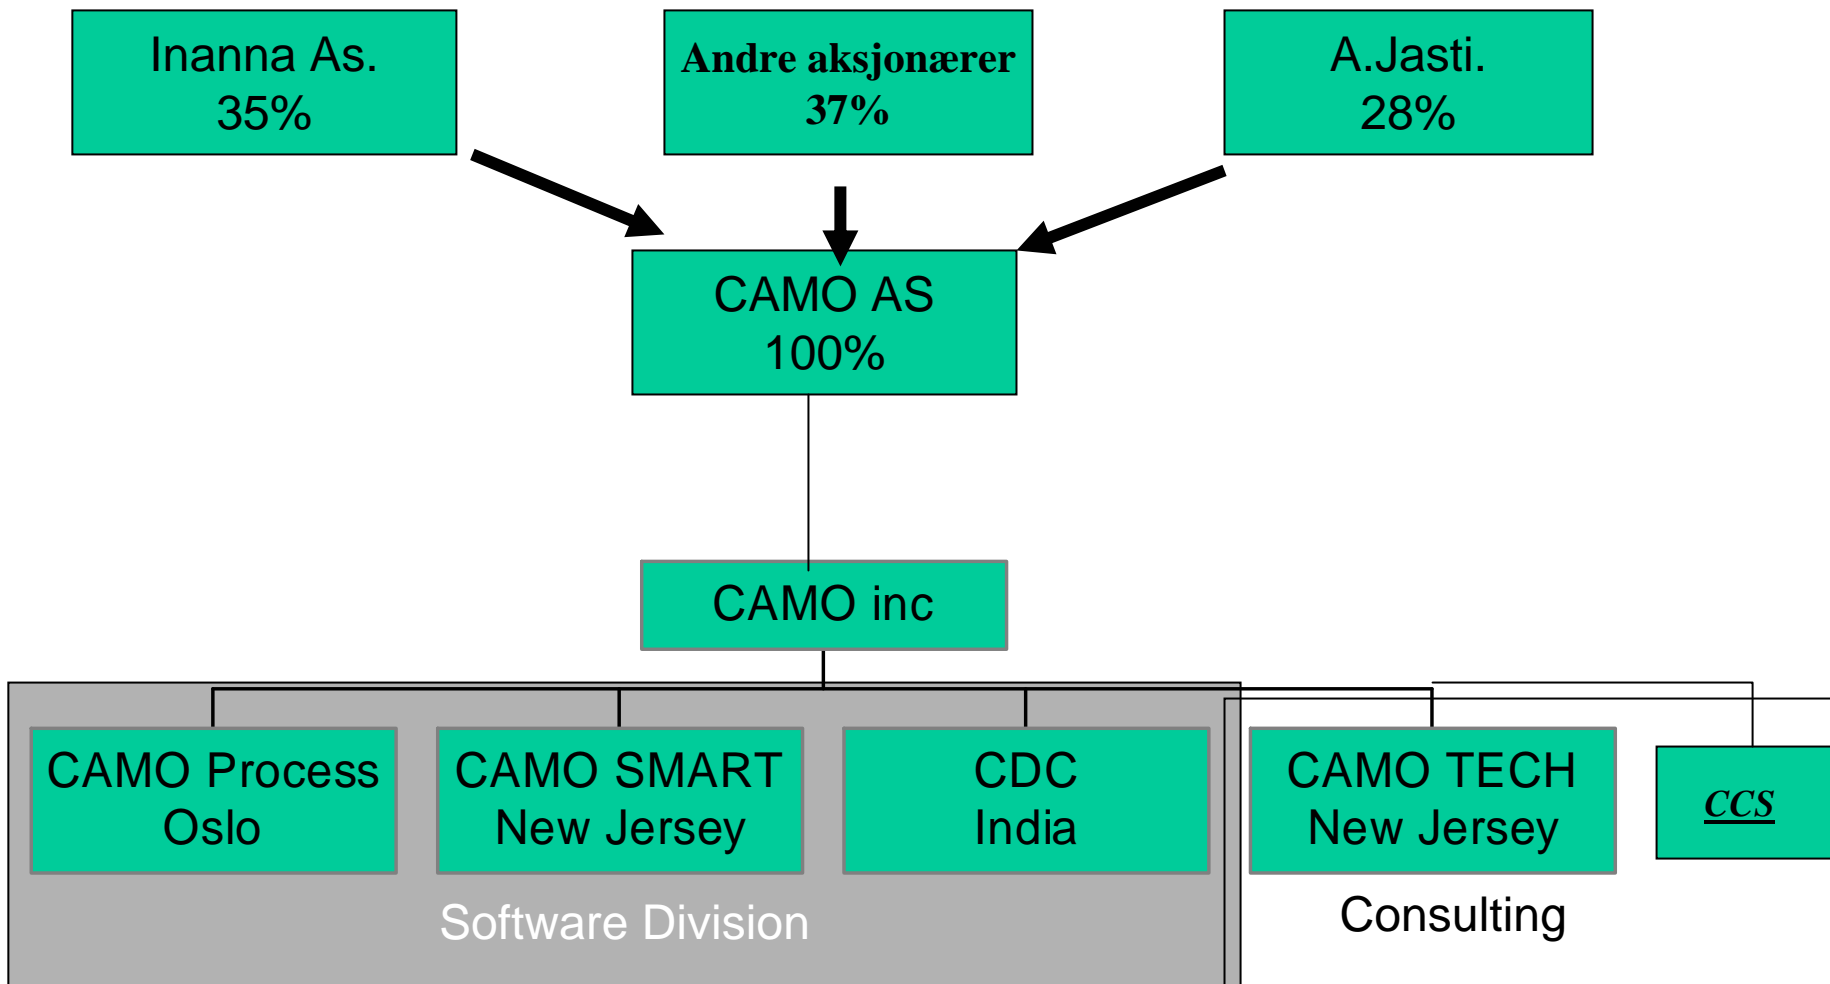 Inanna As.
35%
Andre aksjonærer
37%
A.Jasti.
28%
CAMO AS
100%
CAMO inc
CAMO Process
Oslo
CAMO SMART
New Jersey
CDC
India
CAMO TECH
New Jersey
CCS
Software Division
Consulting